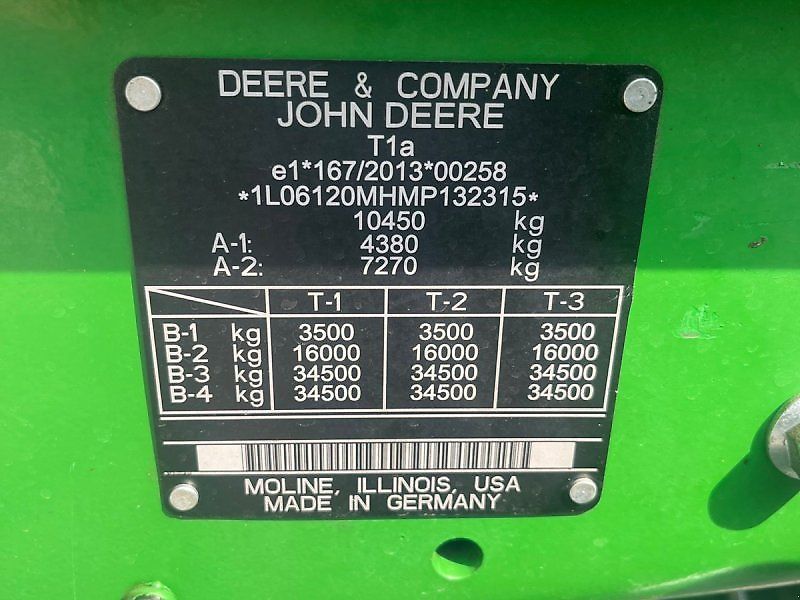 DEERE & COMPANY
JOHN DEERE
T1a
e1*167/2013*00258
*1L06120MHMP132315*
10450 kg
A-1: 4380 kg
A-2: 7270 kg
T-1 T-2 T-3
B-1 kg 3500 3500 3500
B-2 kg 16000 16000 16000
B-3 kg 34500 34500 34500
B-4 kg 34500 34500 34500
MOLINE, ILLINOIS, USA
MADE IN GERMANY